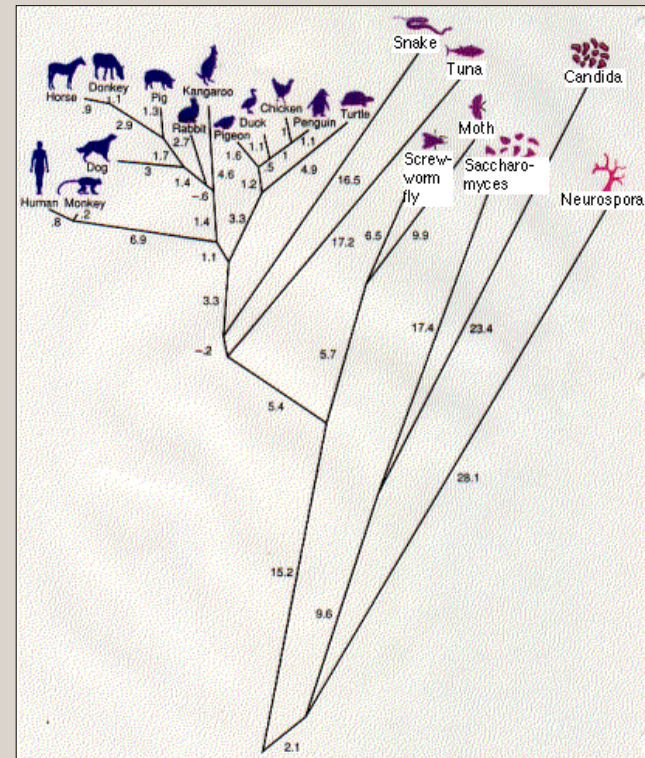 Snake
Tuna
Candida
Kangaroo
Donkey
Horse
1.1
.9
Pig
1.3
Chicken
Duck
Penguin
Turtle
Rabbit
2.7
Pigeon
Moth
2.9
1.6
1.1
1
1.1
Dog
1.7
3
1.4
4.6
.5
1
4.9
1.2
Screw-
worm
fly
Saccharo-
myces
Neurospora
16.5
Human
Monkey
-.6
.8
.2
6.9
1.4
3.3
17.2
6.5
9.9
1.1
3.3
17.4
23.4
-.2
5.7
5.4
28.1
15.2
9.6
2.1